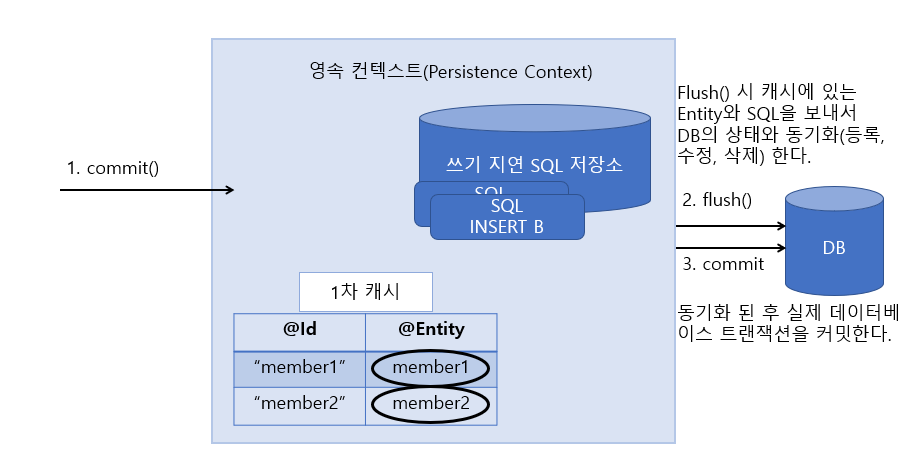 영속 컨텍스트(Persistence Context)
Flush() 시 캐시에 있는
Entity와 SQL을 보내서
DB의 상태와 동기화(등록,
수정, 삭제) 한다.
쓰기 지연 SQL 저장소
1. commit()
SQL
SQL
INSERT B
2. flush()
DB
3. commit
1차 캐시
동기화 된 후 실제 데이터베
이스 트랜잭션을 커밋한다.
@Id
@Entity
“member1”
member1
“member2”
member2